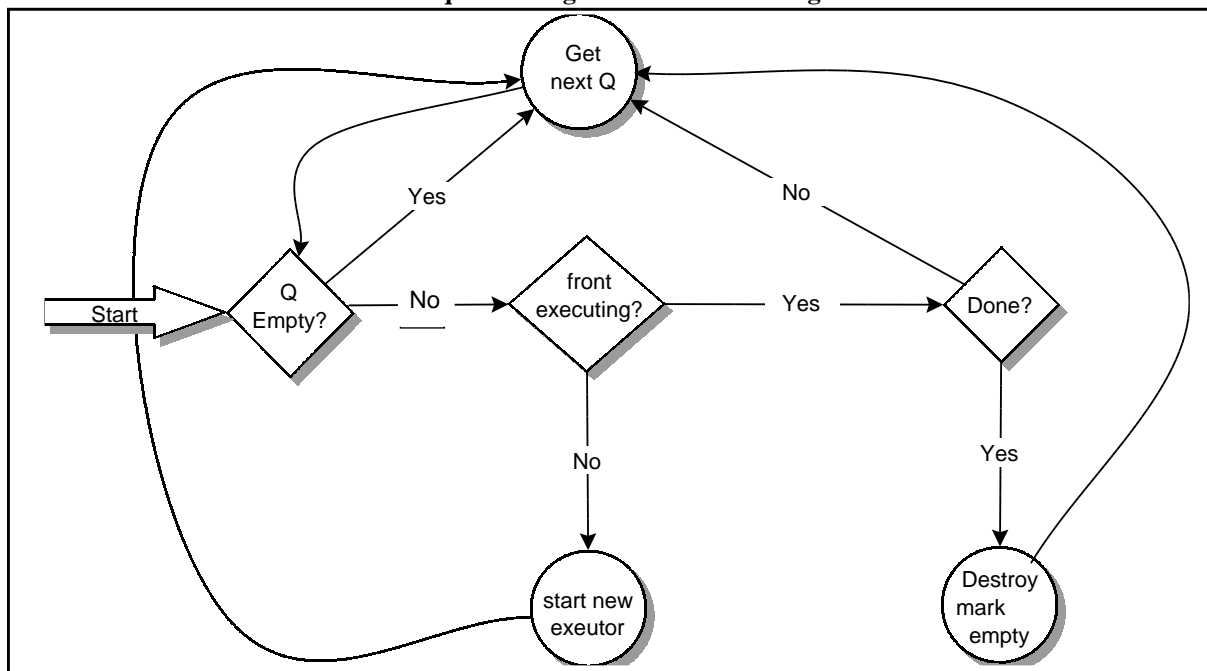 Get
next Q
Yes
No
Start
Q
Empty?
No
front
executing?
Yes
Done?
No
Yes
start new
exeutor
Destroy
mark
empty